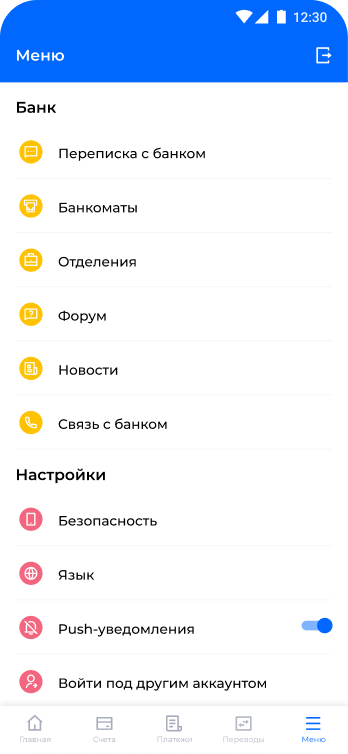 12:30
Меню
Банк
Переписка с банком
Банкоматы
Отделения
Форум
Новости
Связь с банком
Настройки
Безопасность
Язык
Push-уведомления
Войти под другим аккаунтом
Главная Счета Платежи Переводы Меню